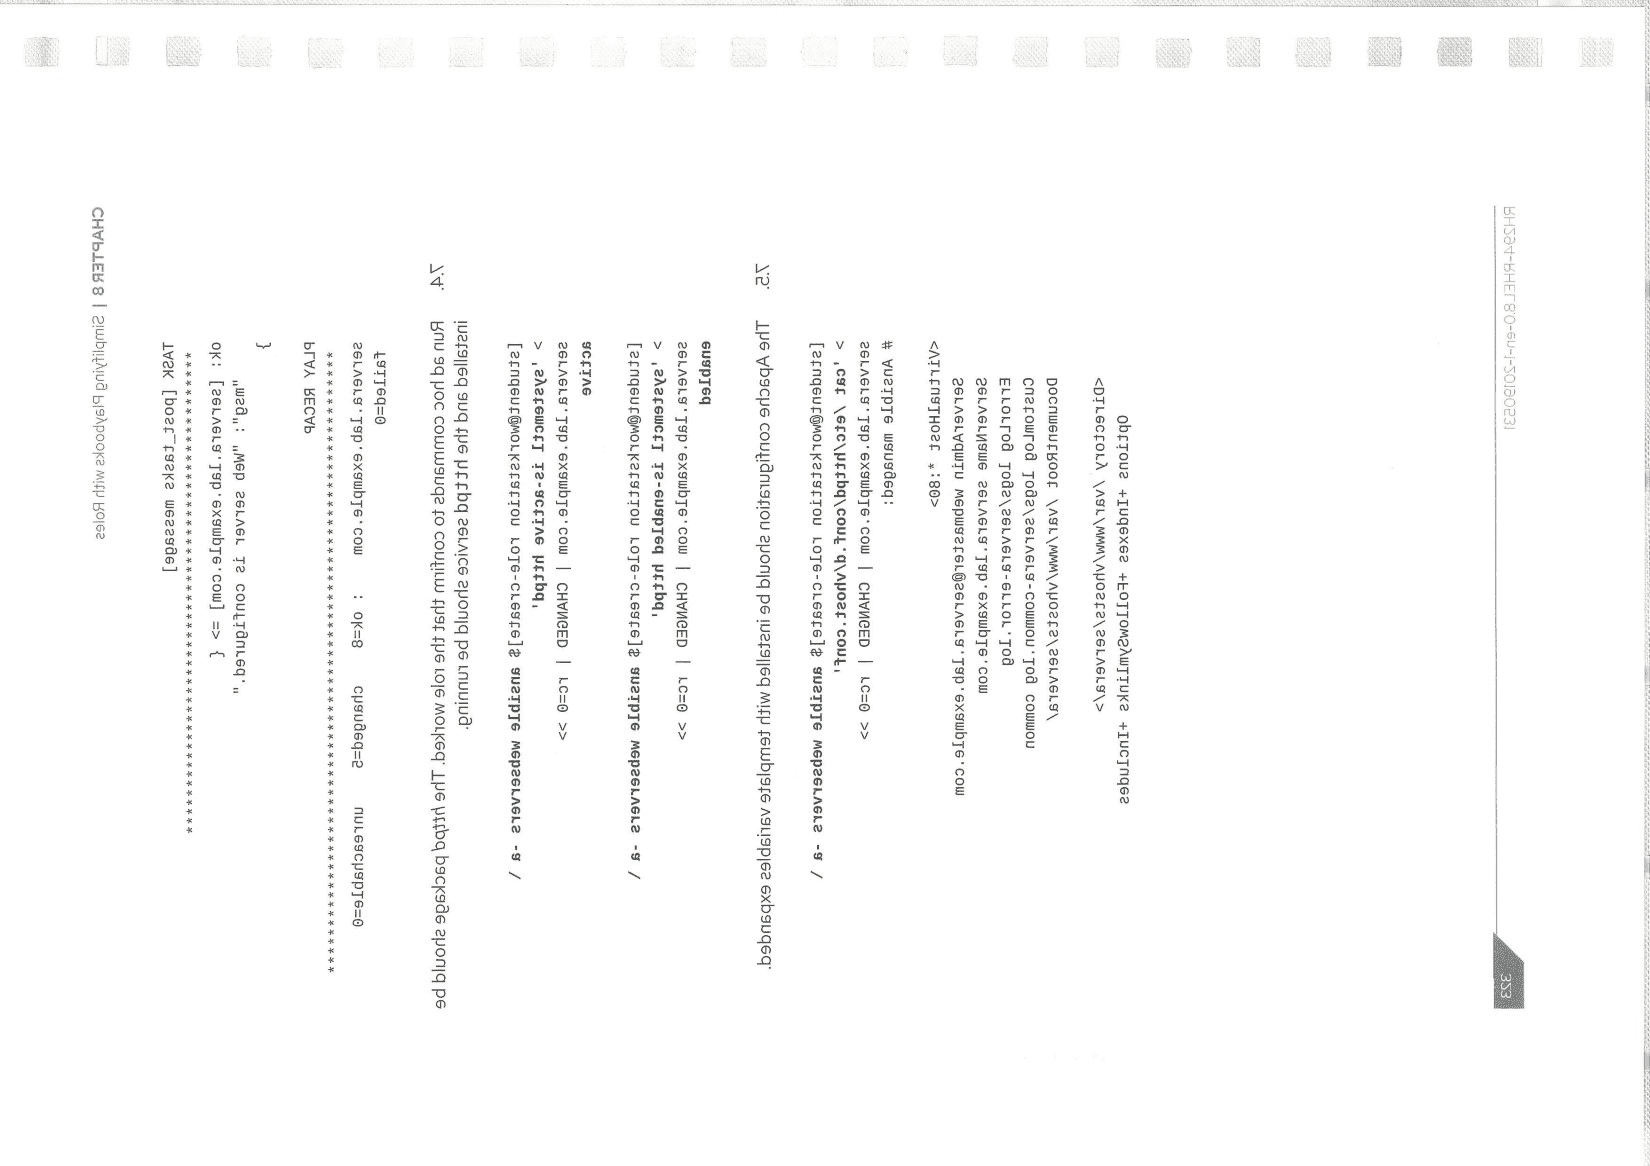 CHAPTER 8 | Simplifying Playbooks with Roles
TASK [post_tasks message]
*****************************************
ok: [servera.lab.example.com] => {
"msg": "Web server is configured."
}
PLAY RECAP
****************************************************
servera.lab.example.com : ok=8 changed=5 unreachable=0
failed=0
7.4. Run ad hoc commands to confirm that the role worked. The httpd package should be
installed and the httpd service should be running.
[student@workstation role-create]$ ansible webservers -a \
> 'systemctl is-active httpd'
servera.lab.example.com | CHANGED | rc=0 >>
active
[student@workstation role-create]$ ansible webservers -a \
> 'systemctl is-enabled httpd'
servera.lab.example.com | CHANGED | rc=0 >>
enabled
7.5. The Apache configuration should be installed with template variables expanded.
[student@workstation role-create]$ ansible webservers -a \
> 'cat /etc/httpd/conf.d/vhost.conf'
servera.lab.example.com | CHANGED | rc=0 >>
# Ansible managed:
<VirtualHost *:80>
ServerAdmin webmaster@servera.lab.example.com
ServerName servera.lab.example.com
ErrorLog logs/servera-error.log
CustomLog logs/servera-common.log common
DocumentRoot /var/www/vhosts/servera/
<Directory /var/www/vhosts/servera/>
Options +Indexes +FollowSymlinks +Includes
RH294-RHEL8.0-en-1-20190531
323